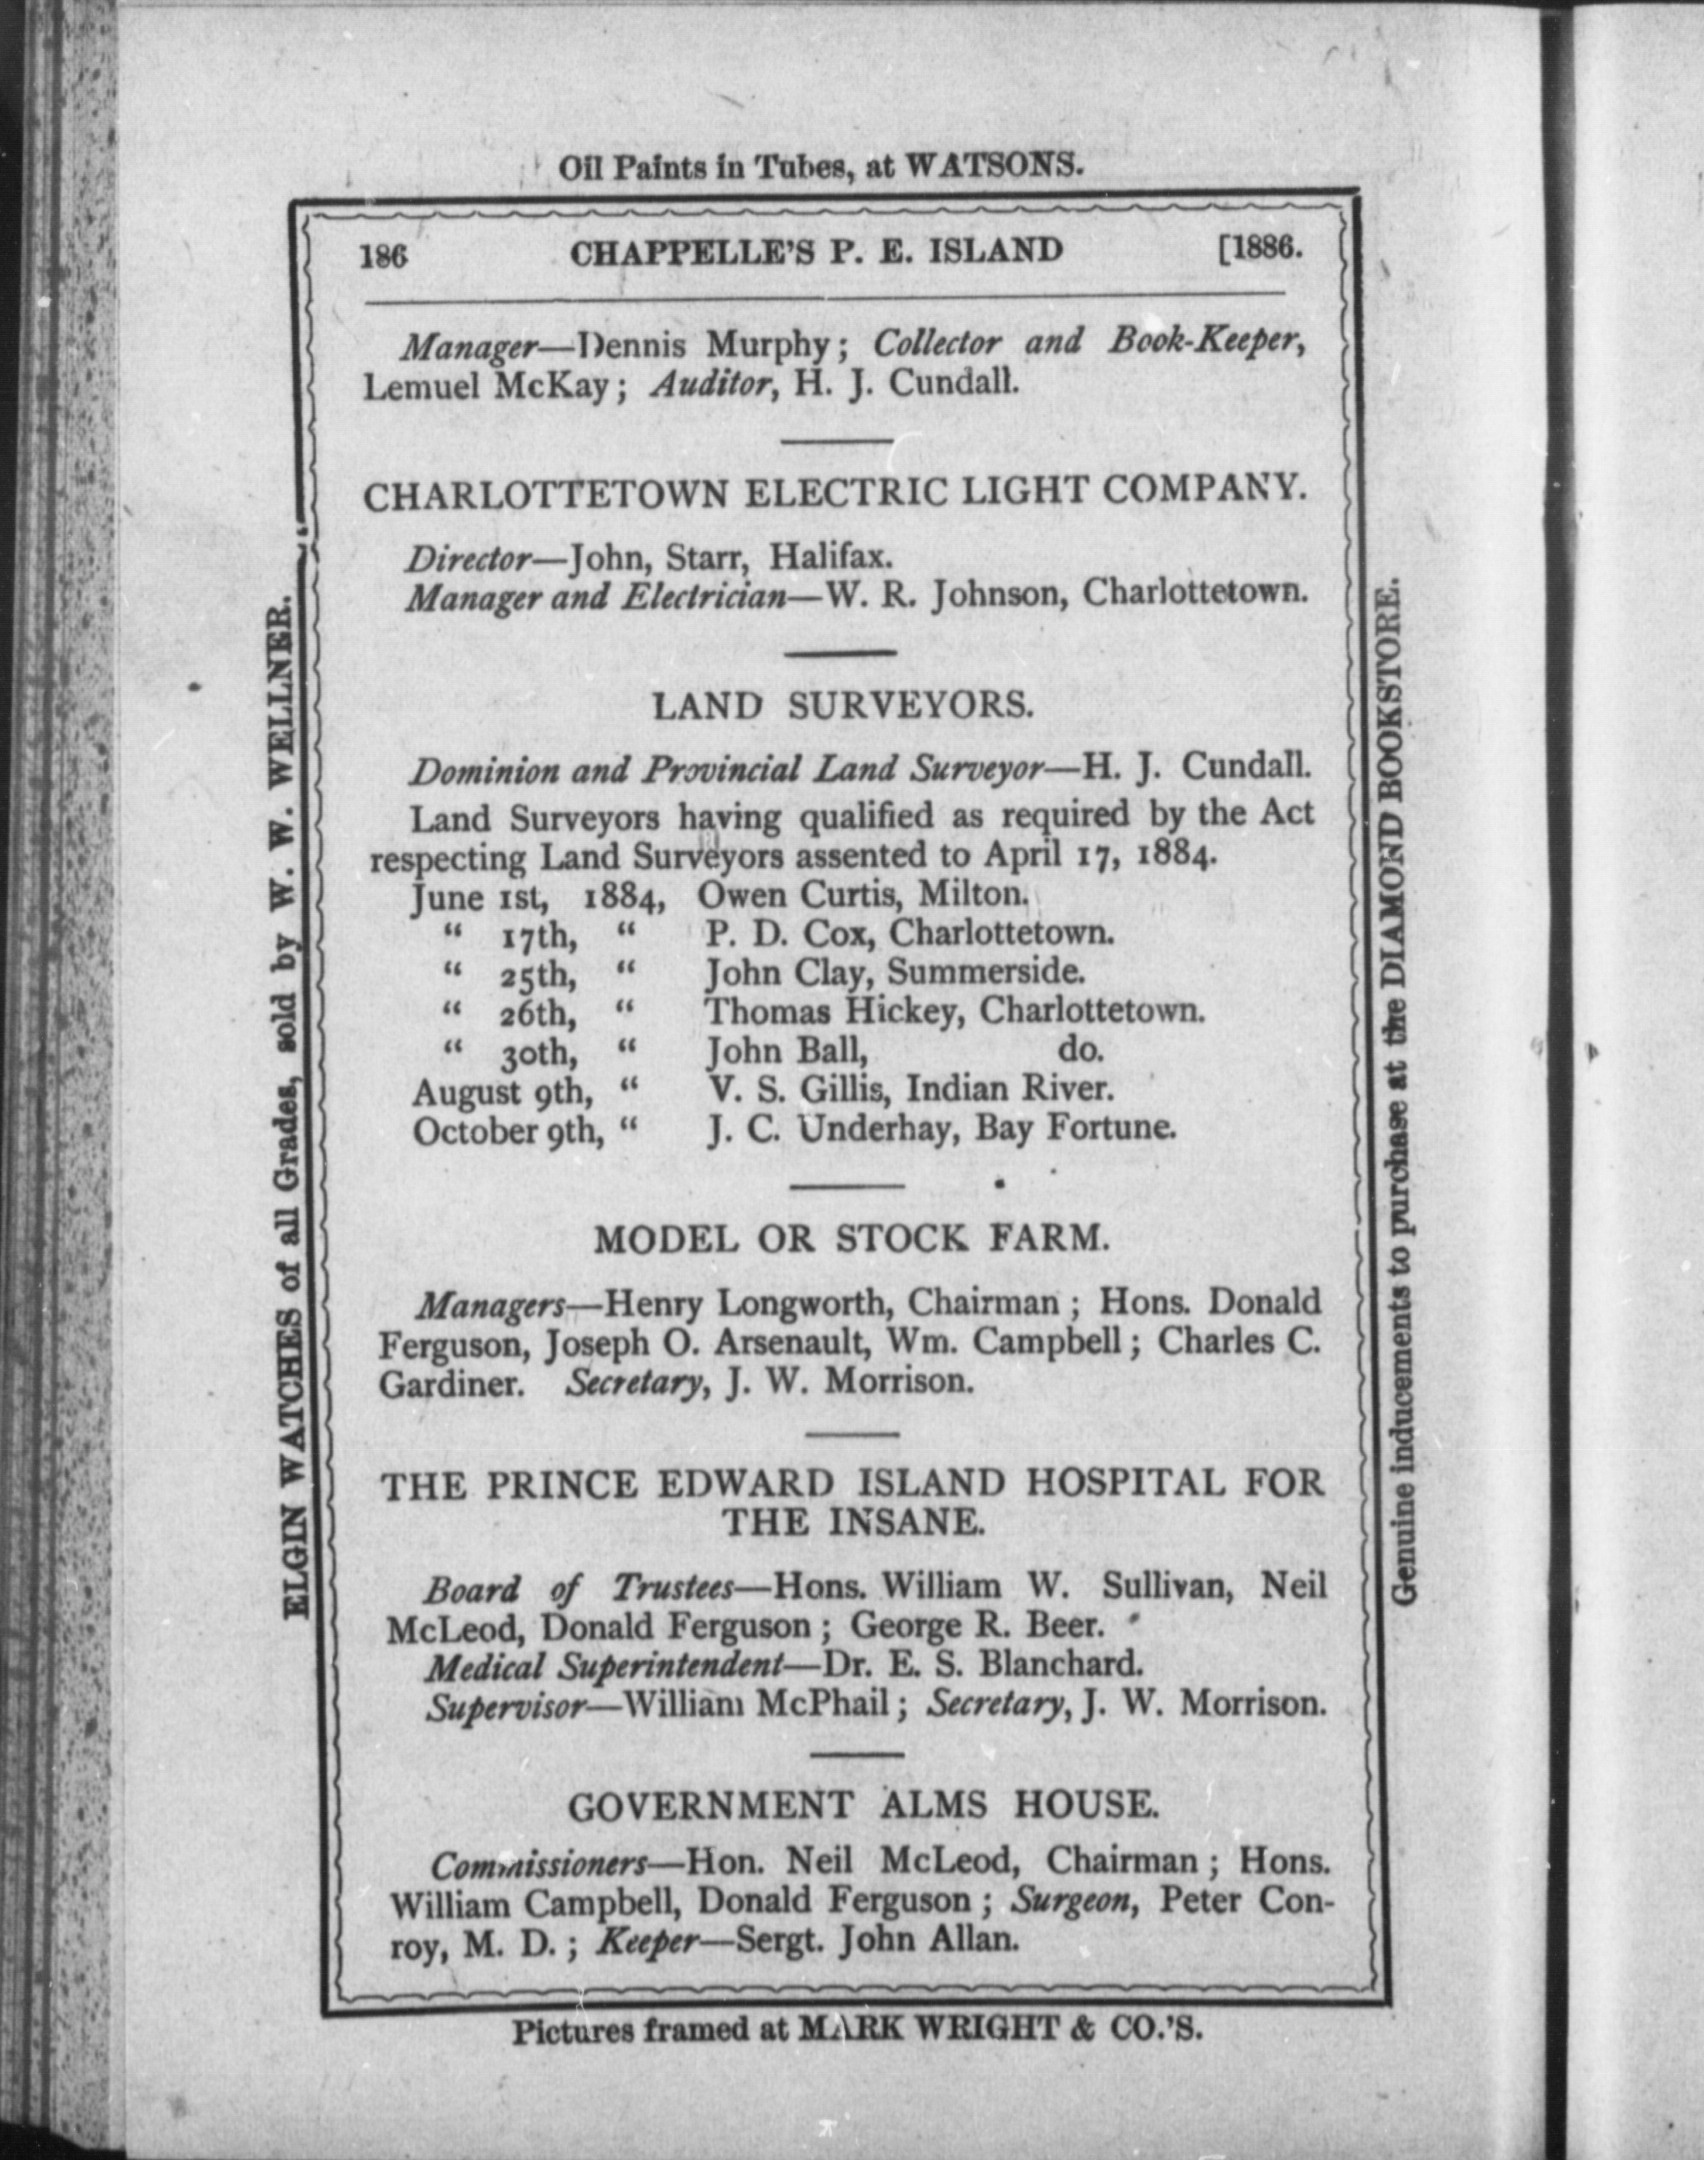 Oil Paints in Tubes, at WATSONS.
186 CHAPPELLE'S P. E. ISLAND [1886.
Manager—Dennis Murphy; Collector and Book-Keeper,
Lemuel McKay; Auditor, H. J. Cundall.
CHARLOTTETOWN ELECTRIC LIGHT COMPANY.
Director—John, Starr, Halifax.
Manager and Electrician—W. R. Johnson, Charlottetown.
LAND SURVEYORS.
Dominion and Provincial Land Surveyor—H. J. Cundall.
Land Surveyors having qualified as required by the Act
respecting Land Surveyors assented to April 17, 1884.
June 1st, 1884, Owen Curtis, Milton.
" 17th, " P. D. Cox, Charlottetown.
" 25th, " John Clay, Summerside.
" 26th, " Thomas Hickey, Charlottetown.
" 30th, " John Ball, do.
August 9th, " V. S. Gillis, Indian River.
October 9th, " J. C. Underhay, Bay Fortune.
MODEL OR STOCK FARM.
Managers—Henry Longworth, Chairman; Hons. Donald
Ferguson, Joseph O. Arsenault, Wm. Campbell; Charles C.
Gardiner. Secretary, J. W. Morrison.
THE PRINCE EDWARD ISLAND HOSPITAL FOR
THE INSANE.
Board of Trustees—Hons. William W. Sullivan, Neil
McLeod, Donald Ferguson; George R. Beer.
Medical Superintendent—Dr. E. S. Blanchard.
Supervisor—William McPhail; Secretary, J. W. Morrison.
GOVERNMENT ALMS HOUSE.
Commissioners—Hon. Neil McLeod, Chairman; Hons.
William Campbell, Donald Ferguson; Surgeon, Peter Con-
roy, M. D.; Keeper—Sergt. John Allan.
Pictures framed at MARK WRIGHT & CO.'S.
ELGIN WATCHES of all Grades, sold by W. W. WELLNER.
Genuine inducements to purchase at the DIAMOND BOOKSTORE.